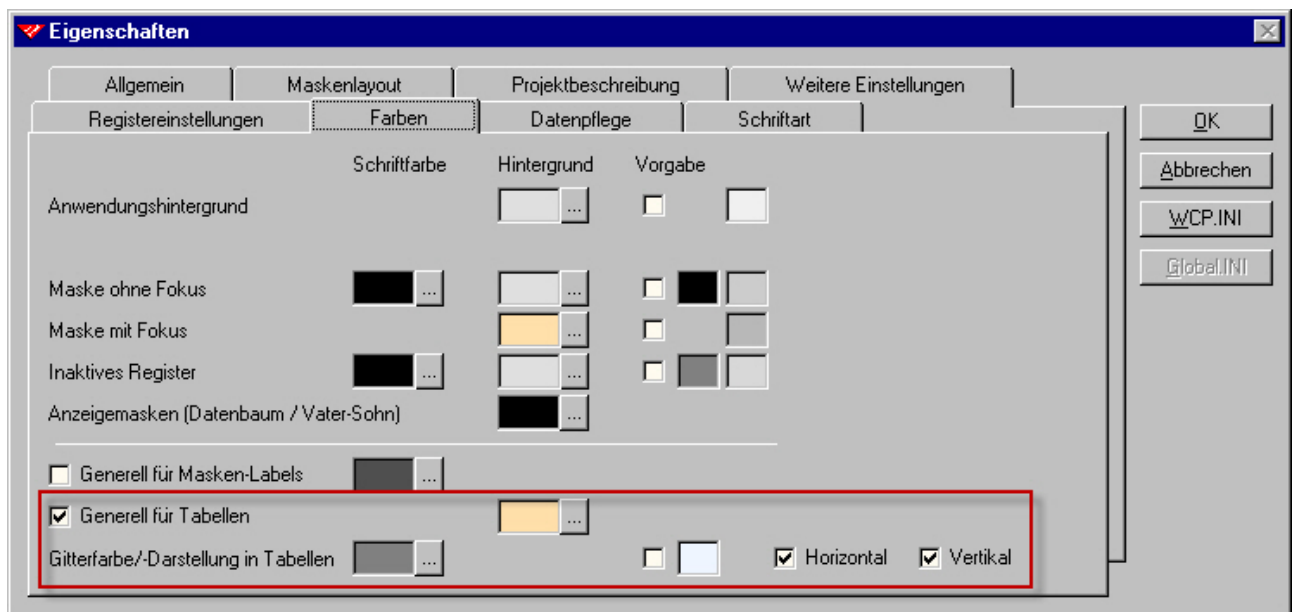 Eigenschaften
Allgemein Maskenlayout Projektbeschreibung Weitere Einstellungen
Registereinstellungen Farben Datenpflege Schriftart
OK
Schriftfarbe Hintergrund Vorgabe
Abbrechen
Anwendungshintergrund ...
WCP.INI
Global.INI
Maske ohne Fokus ... ...
Maske mit Fokus ...
Inaktives Register ... ...
Anzeigemasken (Datenbaum / Vater-Sohn) ...
Generell für Masken-Labels ...
Generell für Tabellen ...
Gitterfarbe/-Darstellung in Tabellen ... Horizontal Vertikal